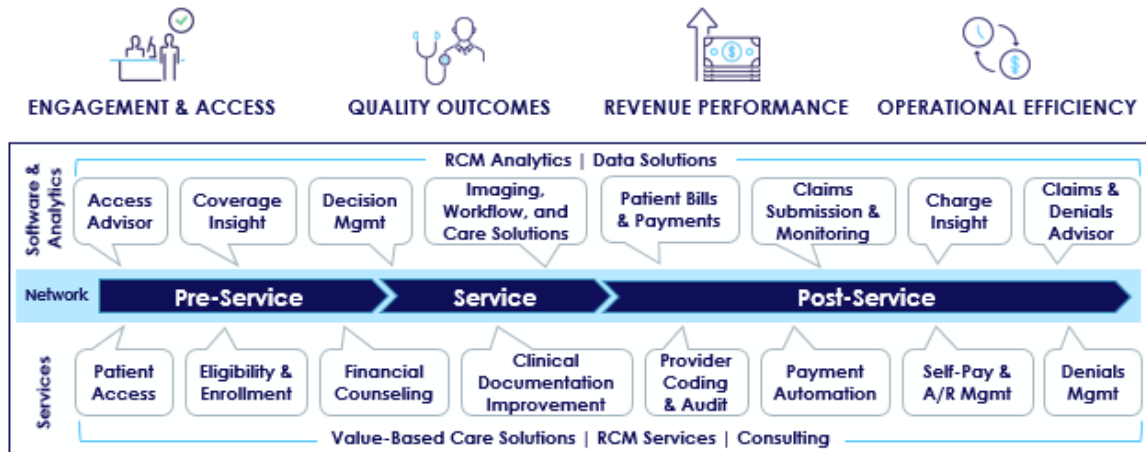 ENGAGEMENT & ACCESS
QUALITY OUTCOMES
REVENUE PERFORMANCE
OPERATIONAL EFFICIENCY
Software &
Analytics
RCM Analytics | Data Solutions
Access
Advisor
Coverage
Insight
Decision
Mgmt
Imaging,
Workflow, and
Care Solutions
Patient Bills
& Payments
Claims
Submission &
Monitoring
Charge
Insight
Claims &
Denials
Advisor
Network
Pre-Service
Service
Post-Service
Services
Patient
Access
Eligibility &
Enrollment
Financial
Counseling
Clinical
Documentation
Improvement
Provider
Coding
& Audit
Payment
Automation
Self-Pay &
A/R Mgmt
Denials
Mgmt
Value-Based Care Solutions | RCM Services | Consulting